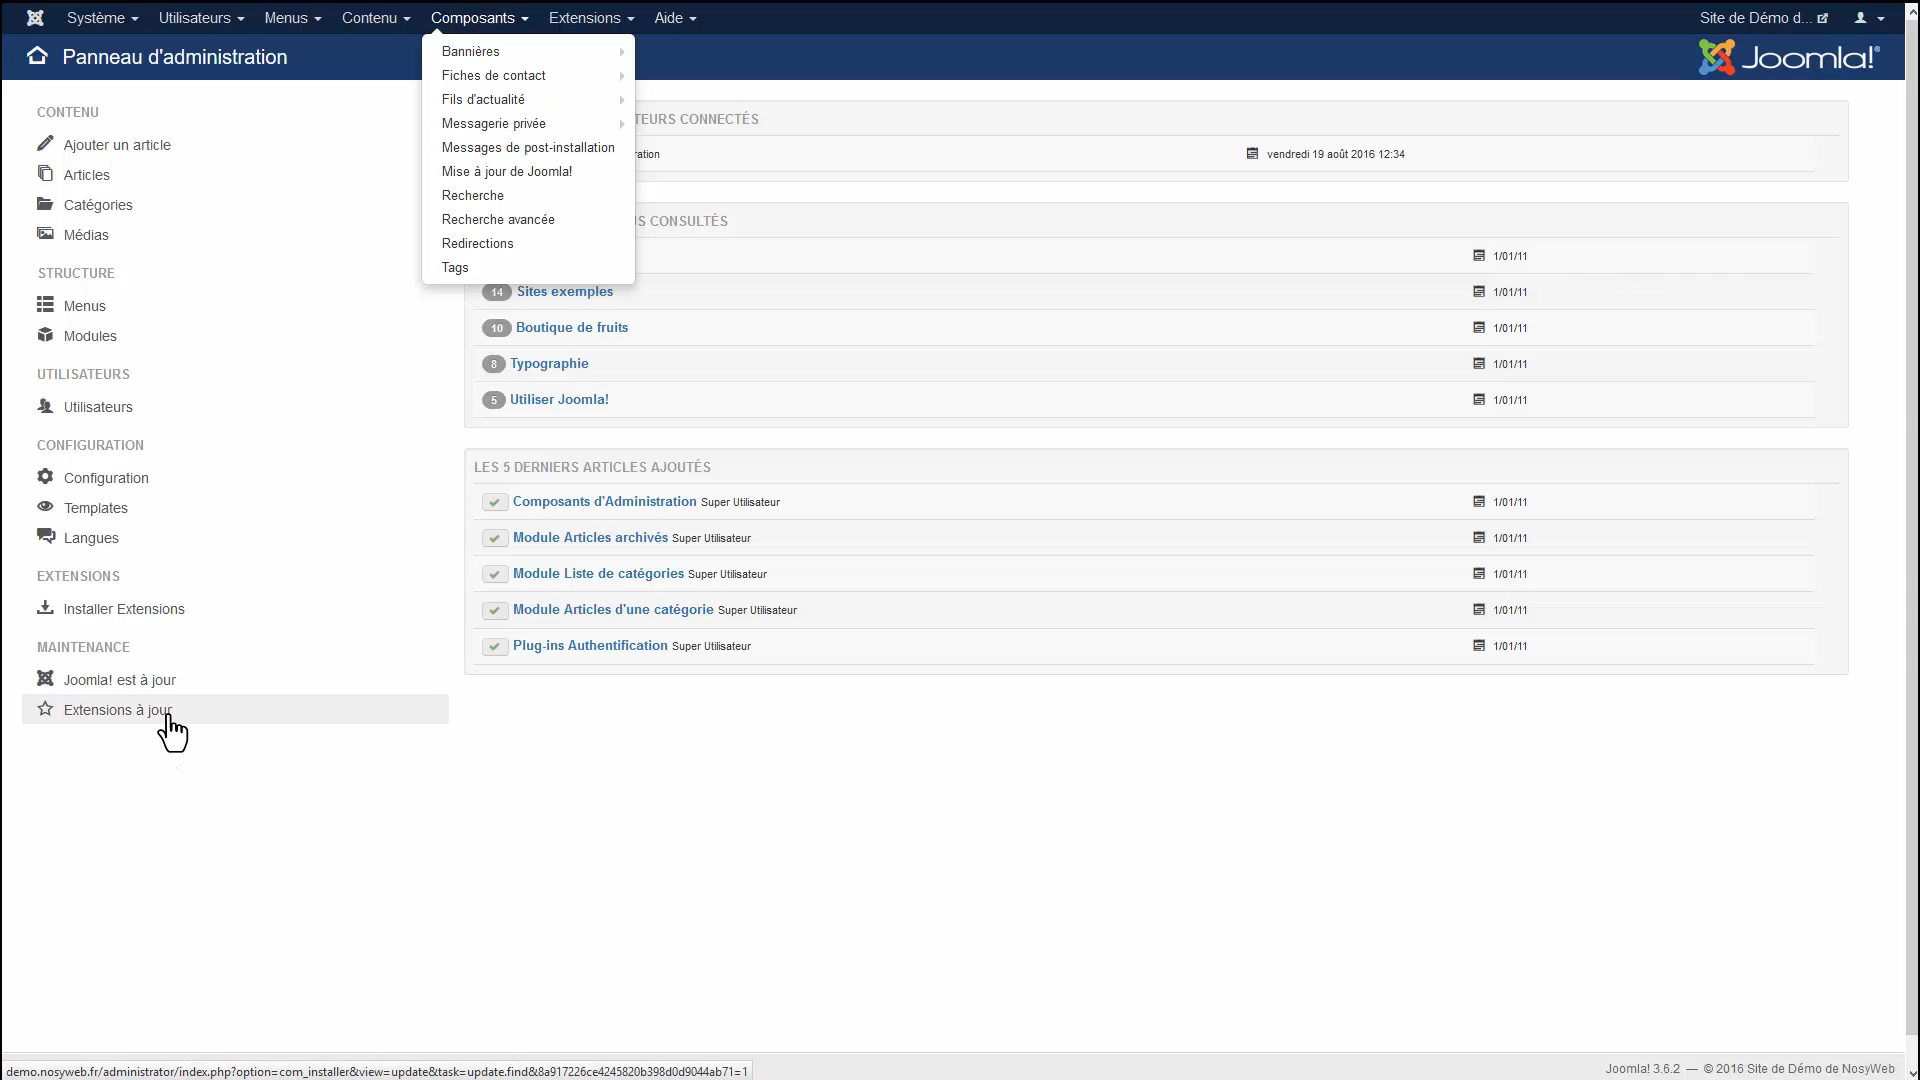 Système Utilisateurs Menus Contenu Composants Extensions Aide Site de Démo d...
Panneau d'administration
Joomla!®
Bannières
Fiches de contact
Fils d'actualité
Messagerie privée
Messages de post-installation
Mise à jour de Joomla!
Recherche
Recherche avancée
Redirections
Tags
CONTENU
Ajouter un article
Articles
Catégories
Médias
STRUCTURE
Menus
Modules
UTILISATEURS
Utilisateurs
CONFIGURATION
Configuration
Templates
Langues
EXTENSIONS
Installer Extensions
MAINTENANCE
Joomla! est à jour
Extensions à jour
TEURS CONNECTÉS
ration vendredi 19 août 2016 12:34
S CONSULTÉS
1/01/11
14 Sites exemples 1/01/11
10 Boutique de fruits 1/01/11
8 Typographie 1/01/11
5 Utiliser Joomla! 1/01/11
LES 5 DERNIERS ARTICLES AJOUTÉS
Composants d'Administration Super Utilisateur 1/01/11
Module Articles archivés Super Utilisateur 1/01/11
Module Liste de catégories Super Utilisateur 1/01/11
Module Articles d'une catégorie Super Utilisateur 1/01/11
Plug-ins Authentification Super Utilisateur 1/01/11
demo.nosyweb.fr/administrator/index.php?option=com_installer&view=update&task=update.find&8a917226ce4245820b398d0d9044ab71=1
Joomla! 3.6.2 — © 2016 Site de Démo de NosyWeb